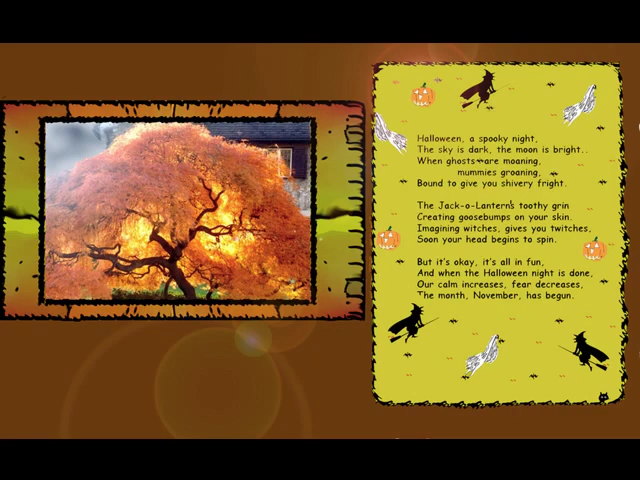 Halloween, a spooky night,
The sky is dark, the moon is bright..
When ghosts are moaning,
mummies groaning,
Bound to give you shivery fright.
The Jack-o-Lantern's toothy grin
Creating goosebumps on your skin.
Imagining witches, gives you twitches,
Soon your head begins to spin.
But it's okay, it's all in fun,
And when the Halloween night is done,
Our calm increases, fear decreases,
The month, November, has begun.